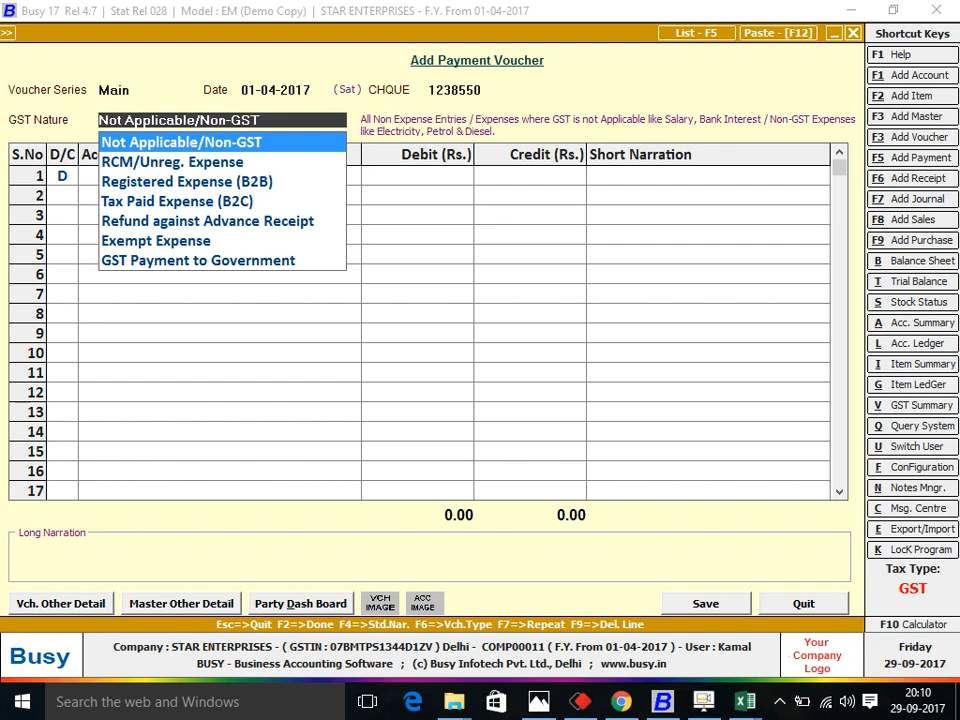 Busy 17 Rel 4.7 | Stat Rel 028 | Model : EM (Demo Copy) | STAR ENTERPRISES - F.Y. From 01-04-2017
>> List - F5 Paste - [F12]
Shortcut Keys
Add Payment Voucher
Voucher Series Main Date 01-04-2017 (Sat) CHQUE 1238550
GST Nature Not Applicable/Non-GST
All Non Expense Entries / Expenses where GST is not Applicable like Salary, Bank Interest / Non-GST Expenses
like Electricity, Petrol & Diesel.
Not Applicable/Non-GST
RCM/Unreg. Expense
Registered Expense (B2B)
Tax Paid Expense (B2C)
Refund against Advance Receipt
Exempt Expense
GST Payment to Government
S.No D/C Ac Debit (Rs.) Credit (Rs.) Short Narration
1 D
2
3
4
5
6
7
8
9
10
11
12
13
14
15
16
17
0.00 0.00
Long Narration
Vch. Other Detail Master Other Detail Party Dash Board VCH IMAGE ACC IMAGE Save Quit
Esc=>Quit F2=>Done F4=>Std.Nar. F6=>Vch.Type F7=>Repeat F9=>Del. Line
F1 Help
F1 Add Account
F2 Add Item
F3 Add Master
F3 Add Voucher
F5 Add Payment
F6 Add Receipt
F7 Add Journal
F8 Add Sales
F9 Add Purchase
B Balance Sheet
T Trial Balance
S Stock Status
A Acc. Summary
L Acc. Ledger
I Item Summary
G Item LedGer
V GST Summary
Q Query System
U Switch User
F ConFiguration
N Notes Mngr.
C Msg. Centre
E Export/Import
K LocK Program
Tax Type:
GST
F10 Calculator
Busy
Company : STAR ENTERPRISES - ( GSTIN : 07BMTPS1344D1ZV ) Delhi - COMP00011 ( F.Y. From 01-04-2017 ) - User : Kamal
BUSY - Business Accounting Software ; (c) Busy Infotech Pvt. Ltd., Delhi ; www.busy.in
Your
Company
Logo
Friday
29-09-2017
Search the web and Windows
20:10
29-09-2017